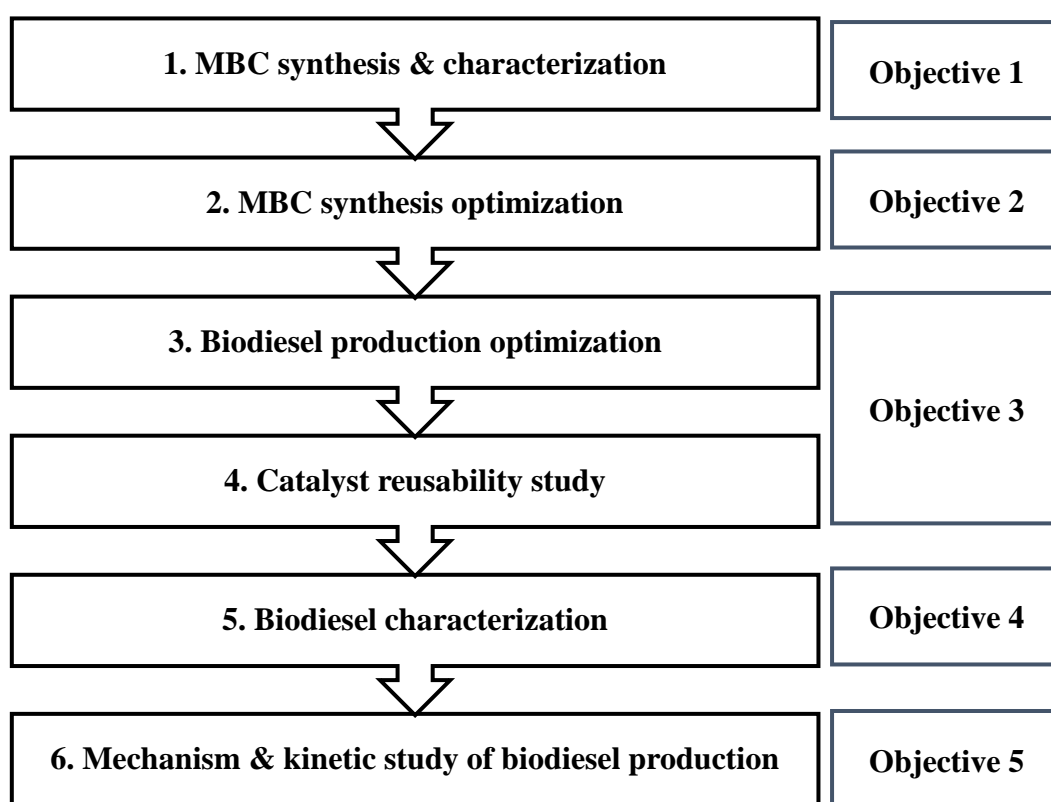 1. MBC synthesis & characterization
Objective 1
2. MBC synthesis optimization
Objective 2
3. Biodiesel production optimization
Objective 3
4. Catalyst reusability study
5. Biodiesel characterization
Objective 4
6. Mechanism & kinetic study of biodiesel production
Objective 5